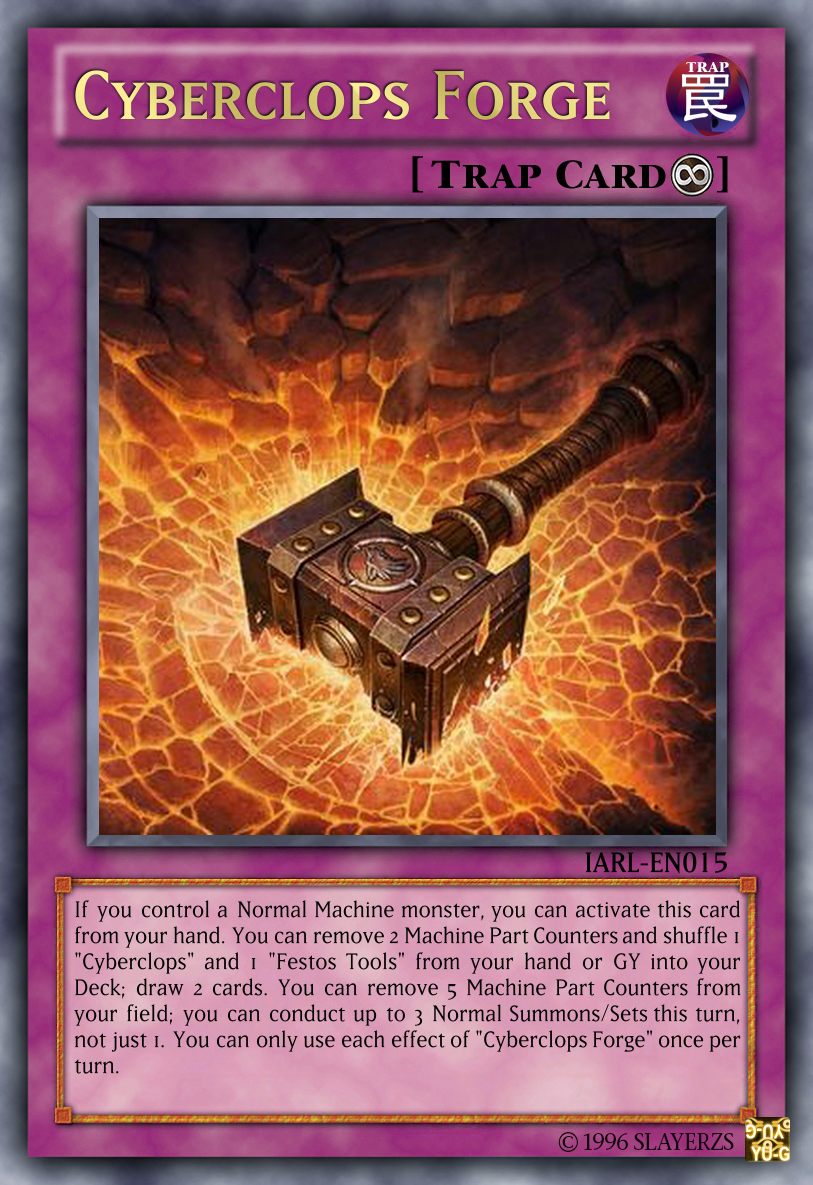 Cyberclops Forge
TRAP
罠
[Trap Card∞]
IARL-EN015
If you control a Normal Machine monster, you can activate this card
from your hand. You can remove 2 Machine Part Counters and shuffle 1
"Cyberclops" and 1 "Festos Tools" from your hand or GY into your
Deck; draw 2 cards. You can remove 5 Machine Part Counters from
your field; you can conduct up to 3 Normal Summons/Sets this turn,
not just 1. You can only use each effect of "Cyberclops Forge" once per
turn.
© 1996 SLAYERZS